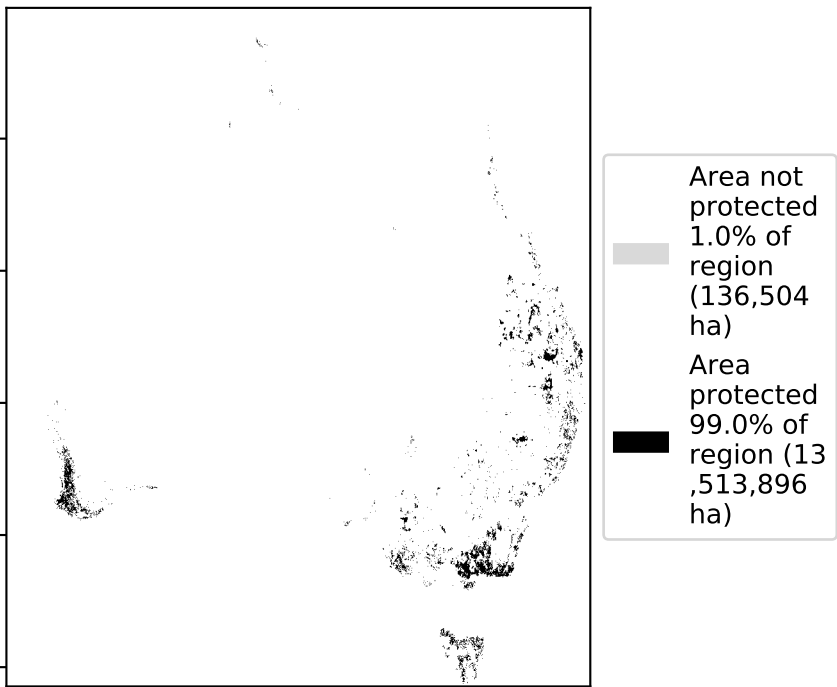 Area not
protected
1.0% of
region
(136,504
ha)
Area
protected
99.0% of
region (13
,513,896
ha)